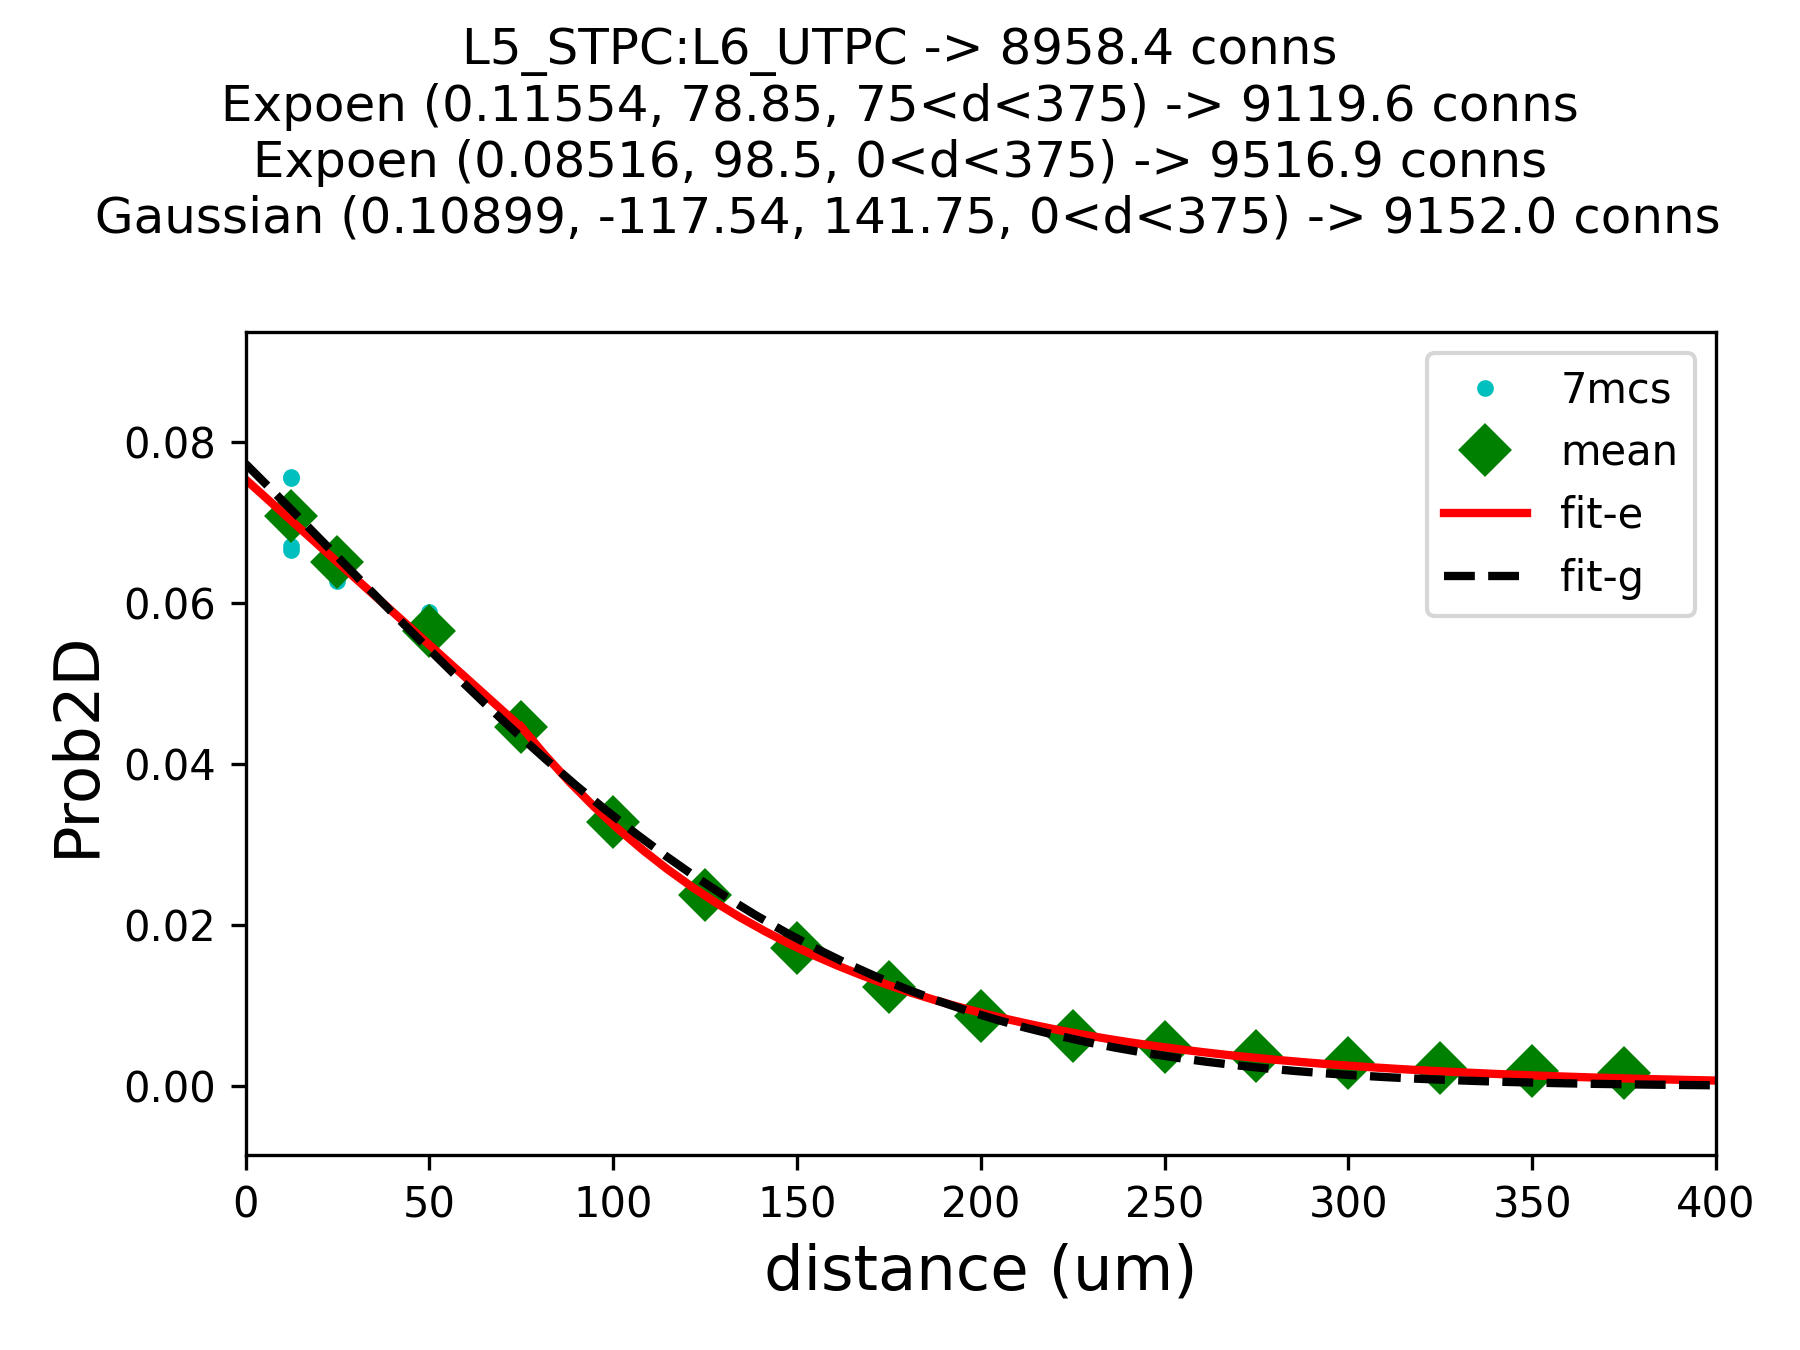 L5_STPC:L6_UTPC -> 8958.4 conns
Expoen (0.11554, 78.85, 75<d<375) -> 9119.6 conns
Expoen (0.08516, 98.5, 0<d<375) -> 9516.9 conns
Gaussian (0.10899, -117.54, 141.75, 0<d<375) -> 9152.0 conns
7mcs
mean
fit-e
fit-g
Prob2D
0.08
0.06
0.04
0.02
0.00
0 50 100 150 200 250 300 350 400
distance (um)